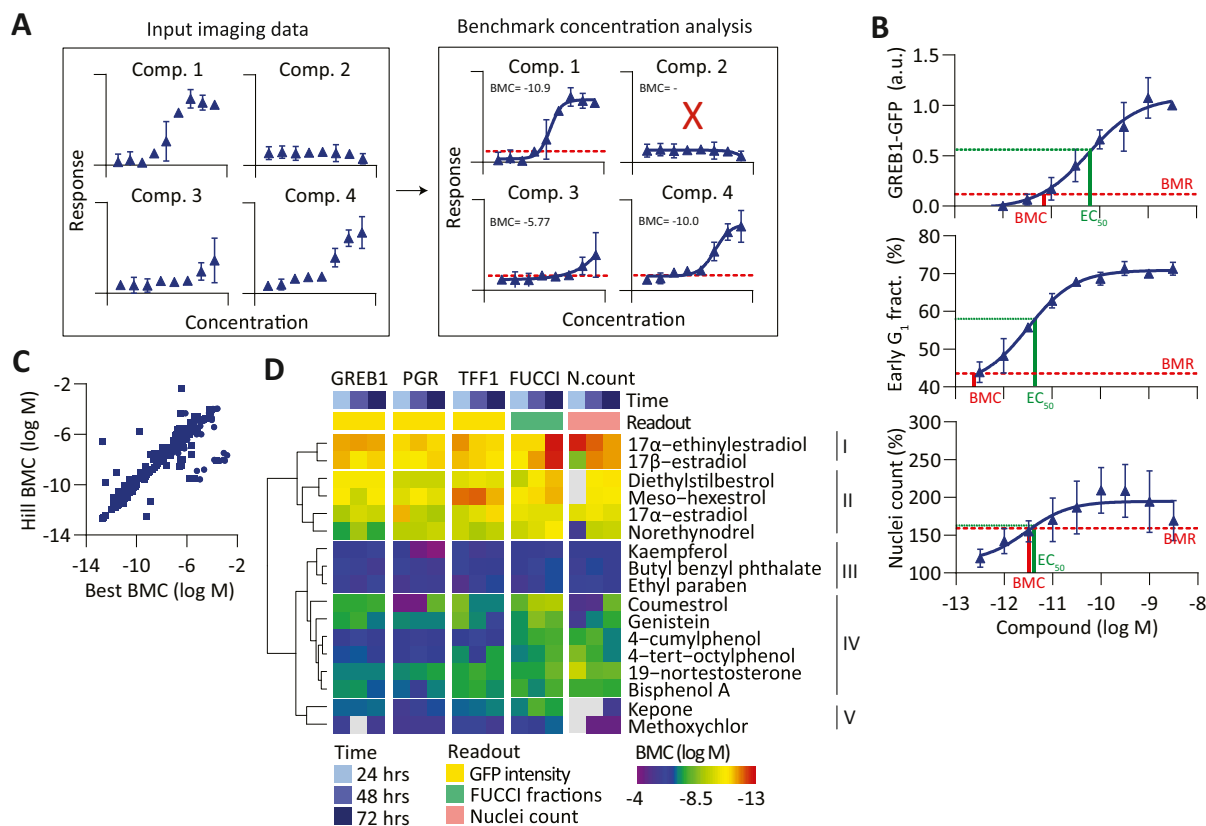 A
Input imaging data
Benchmark concentration analysis
Comp. 1
Comp. 2
Comp. 3
Comp. 4
Response
Concentration
Comp. 1
BMC= -10.9
Comp. 2
BMC= -
X
Comp. 3
BMC= -5.77
Comp. 4
BMC= -10.0
Response
Concentration
B
GREB1-GFP (a.u.)
1.5
1.0
0.5
0.0
BMR
BMC
EC50
Early G1 fract. (%)
80
70
60
50
40
BMR
BMC
EC50
Nuclei count (%)
300
250
200
150
100
BMR
EC50
BMC
-13 -12 -11 -10 -9 -8
Compound (log M)
C
Hill BMC (log M)
-2
-6
-10
-14
-14 -10 -6 -2
Best BMC (log M)
D
GREB1 PGR TFF1 FUCCI N.count
Time
Readout
17α−ethinylestradiol
17β−estradiol
Diethylstilbestrol
Meso−hexestrol
17α−estradiol
Norethynodrel
Kaempferol
Butyl benzyl phthalate
Ethyl paraben
Coumestrol
Genistein
4−cumylphenol
4−tert−octylphenol
19−nortestosterone
Bisphenol A
Kepone
Methoxychlor
I
II
III
IV
V
Time
24 hrs
48 hrs
72 hrs
Readout
GFP intensity
FUCCI fractions
Nuclei count
BMC (log M)
-4 -8.5 -13